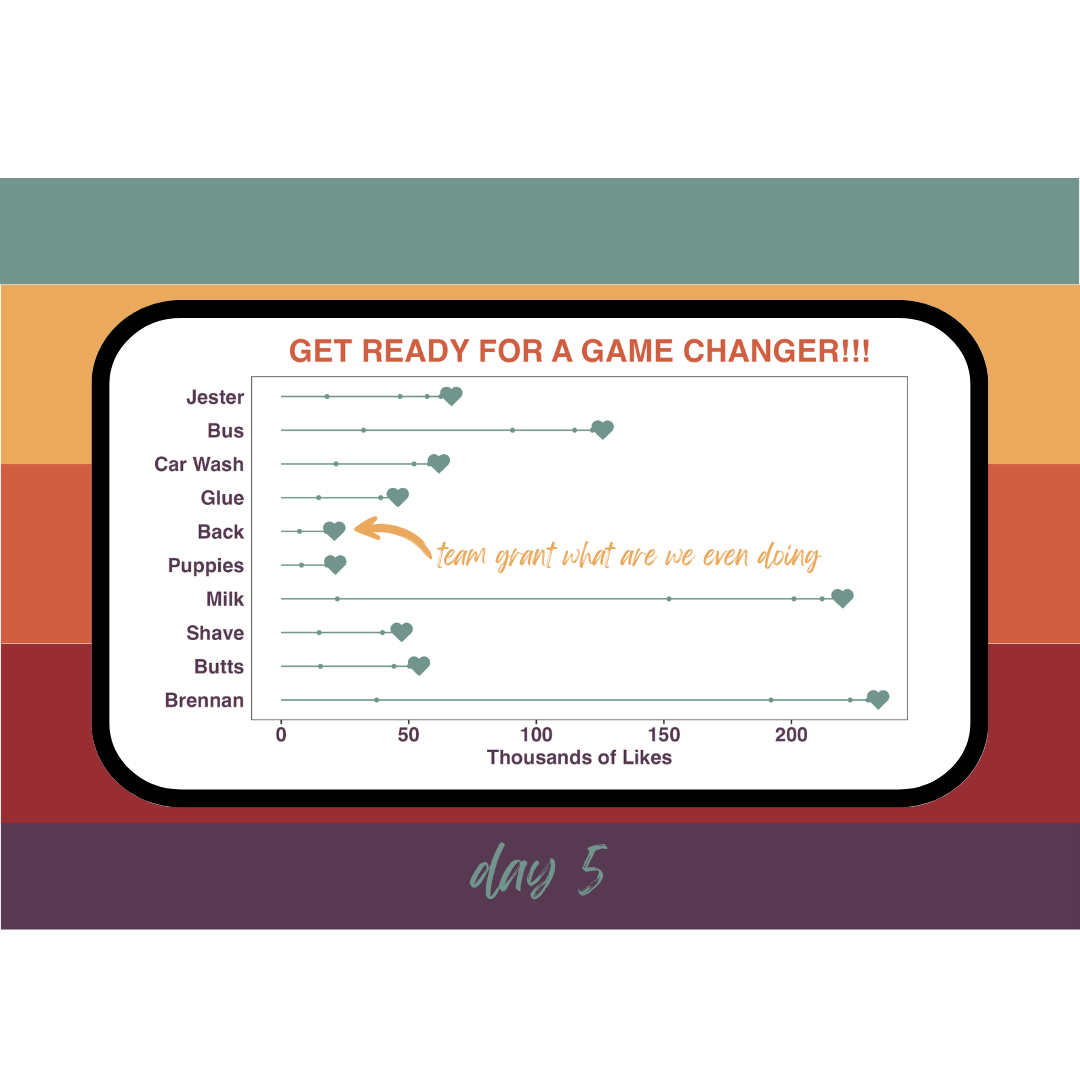 GET READY FOR A GAME CHANGER!!!
Jester
Bus
Car Wash
Glue
Back
team grant what are we even doing
Puppies
Milk
Shave
Butts
Brennan
0 50 100 150 200
Thousands of Likes
day 5